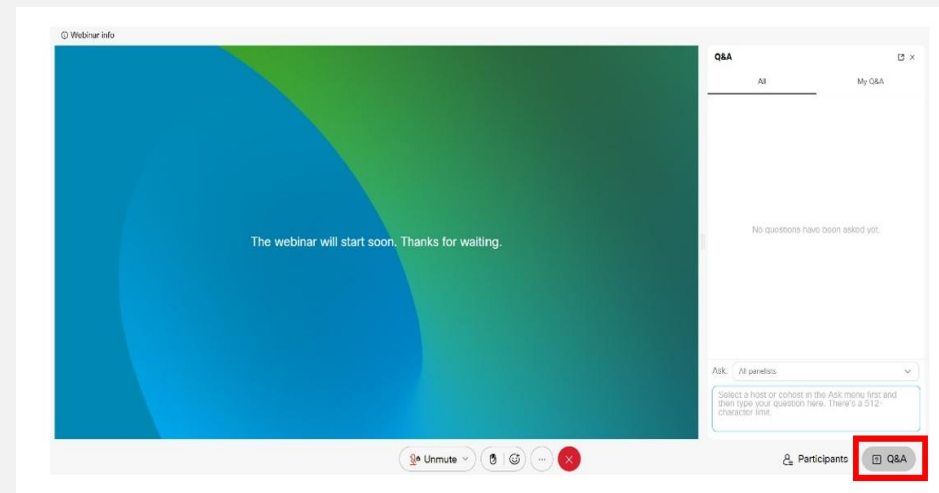 Webinar info
Q&A
All
My Q&A
The webinar will start soon. Thanks for waiting.
No questions have been asked yet.
Ask:
All panelists
Select a host or cohost in the Ask menu first and
then type your question here. There's a 512-
character limit.
Unmute
Participants
Q&A